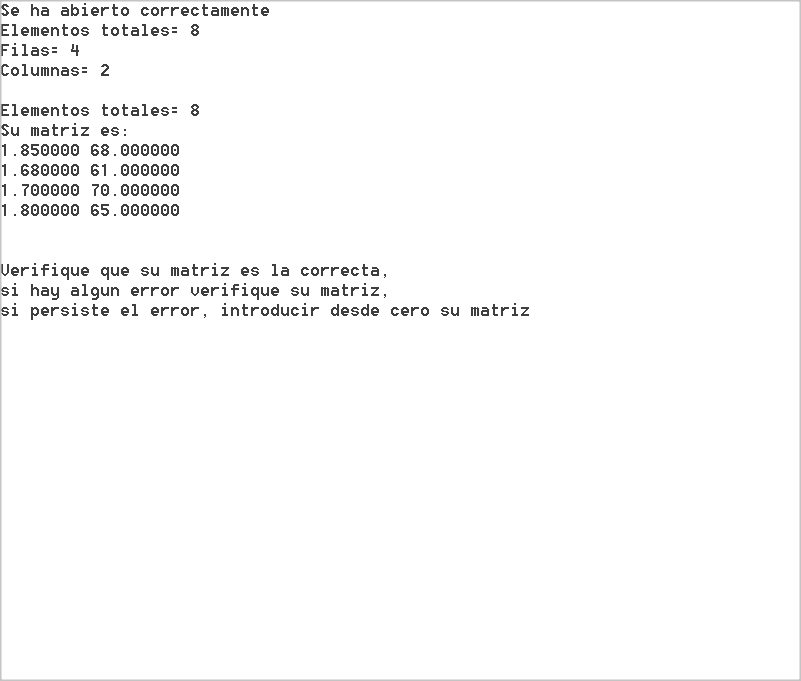 Se ha abierto correctamente
Elementos totales= 8
Filas= 4
Columnas= 2
Elementos totales= 8
Su matriz es:
1.850000 68.000000
1.680000 61.000000
1.700000 70.000000
1.800000 65.000000
Verifique que su matriz es la correcta,
si hay algun error verifique su matriz,
si persiste el error, introducir desde cero su matriz